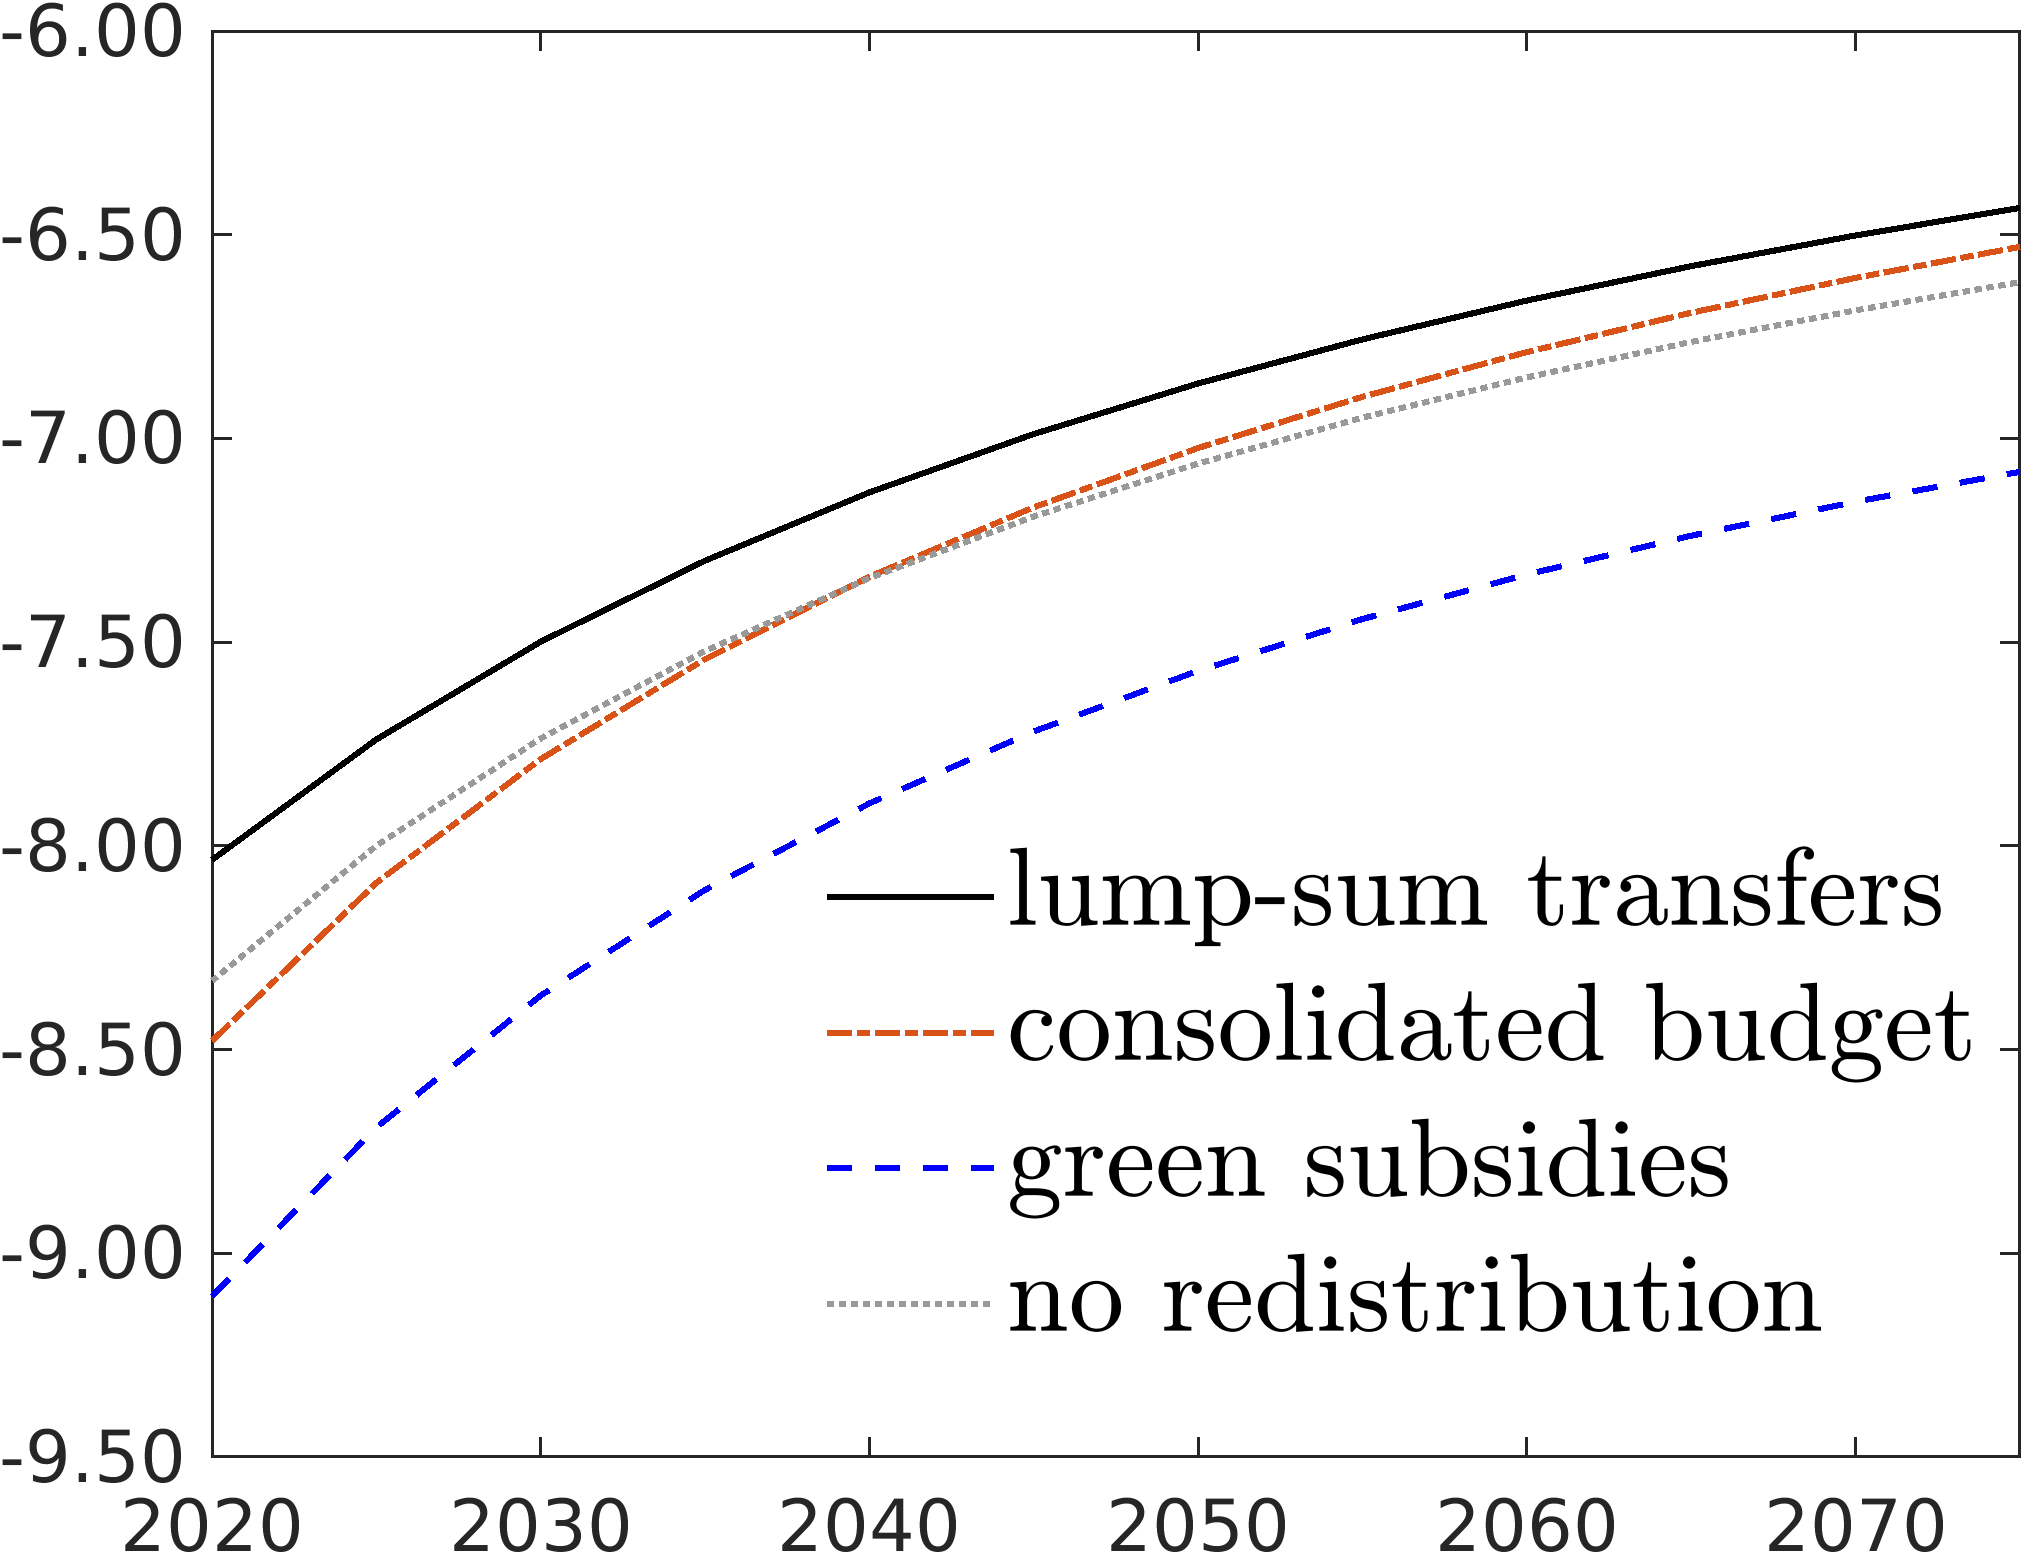 -6.00
-6.50
-7.00
-7.50
-8.00
-8.50
-9.00
-9.50
lump-sum transfers
consolidated budget
green subsidies
no redistribution
2020 2030 2040 2050 2060 2070